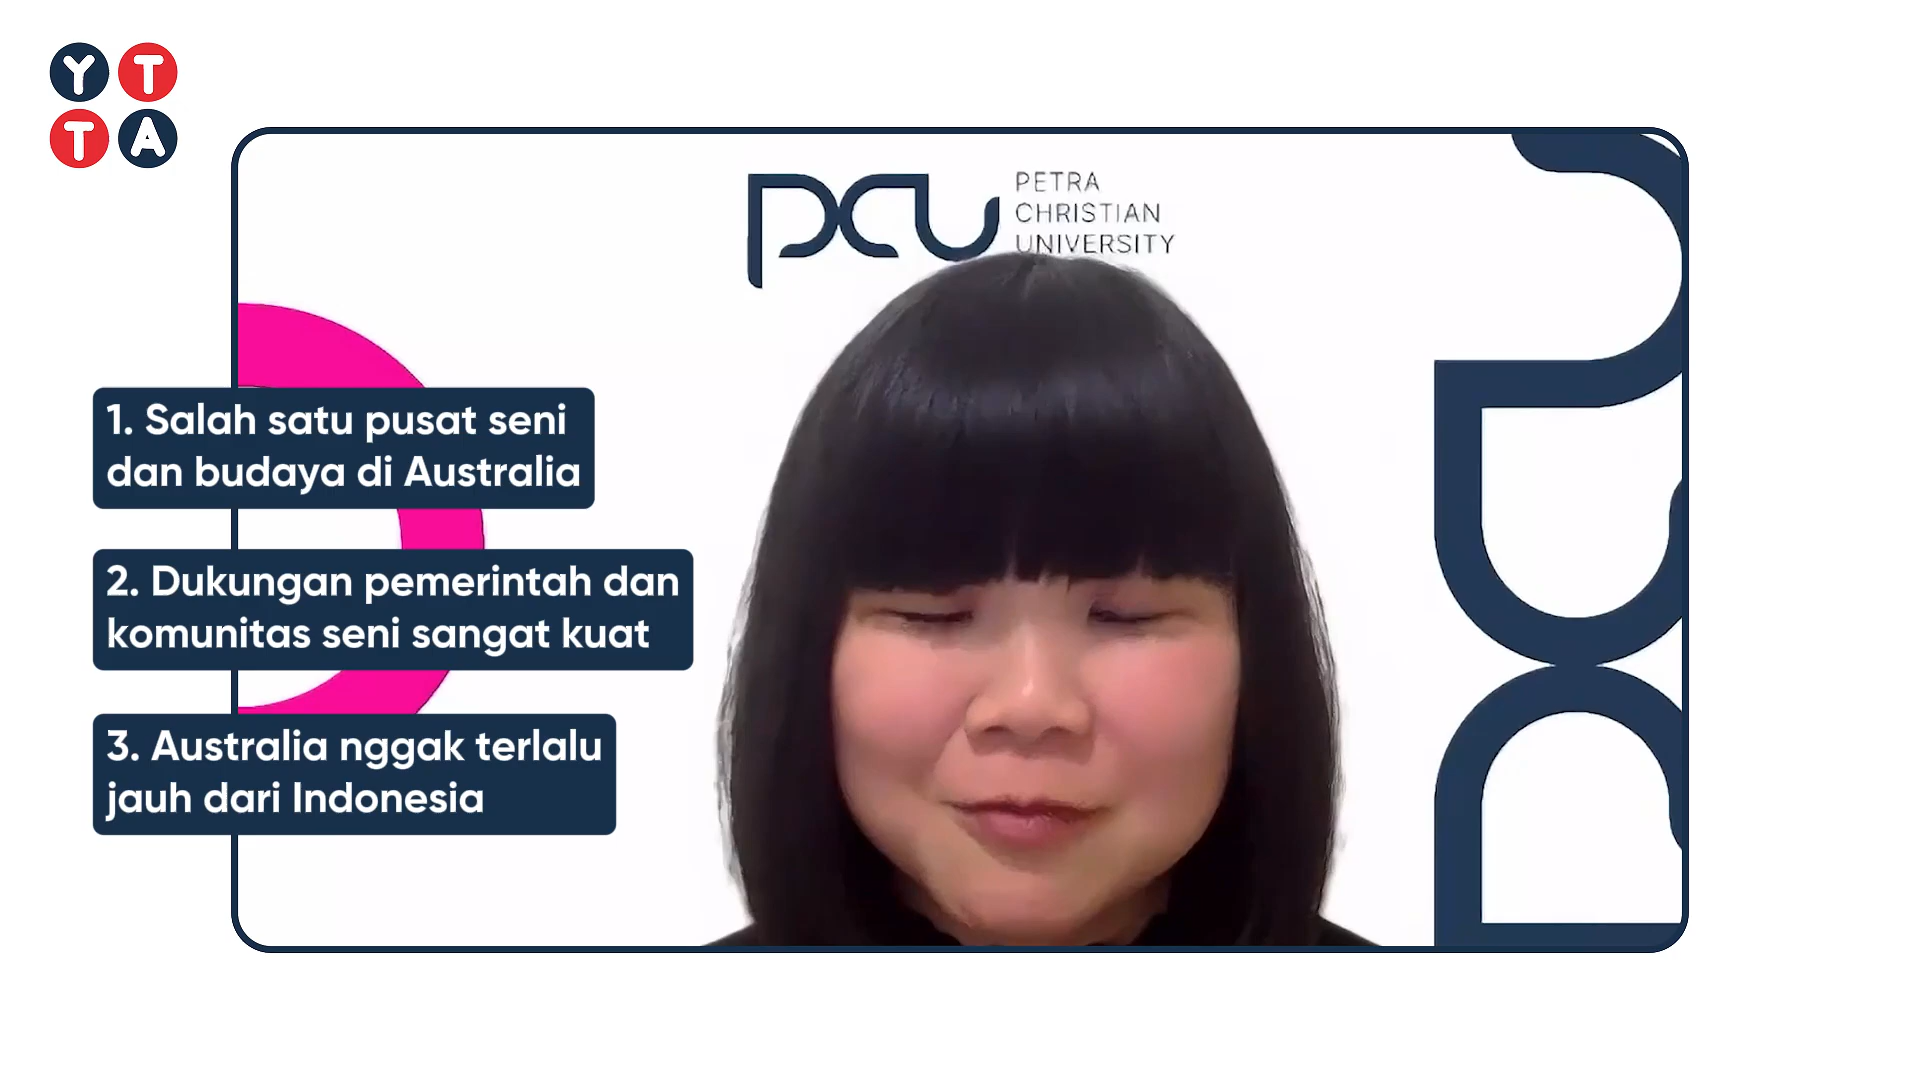 Y T
T A
PCU
PETRA
CHRISTIAN
UNIVERSITY
1. Salah satu pusat seni
dan budaya di Australia
2. Dukungan pemerintah dan
komunitas seni sangat kuat
3. Australia nggak terlalu
jauh dari Indonesia